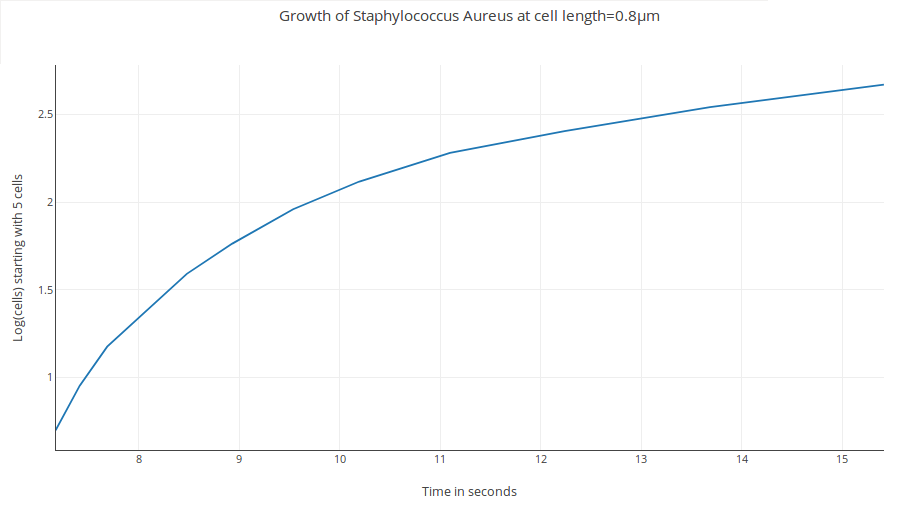 Growth of Staphylococcus Aureus at cell length=0.8μm
Log(cells) starting with 5 cells
2.5
2
1.5
1
8 9 10 11 12 13 14 15
Time in seconds